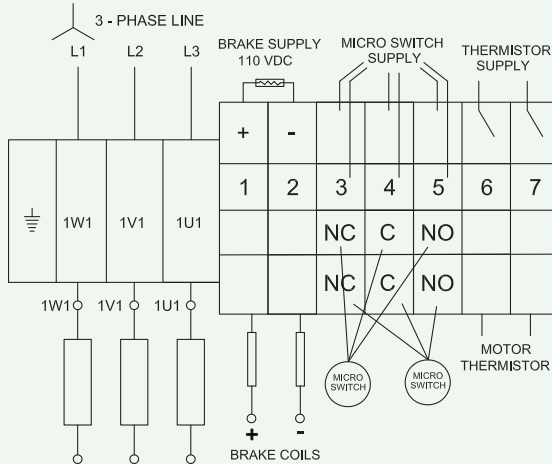 3 - PHASE LINE
L1 L2 L3
BRAKE SUPPLY
110 VDC
MICRO SWITCH
SUPPLY
THERMISTOR
SUPPLY
+ -
1 2 3 4 5 6 7
1W1 1V1 1U1
NC C NO
NC C NO
1W1 1V1 1U1
MICRO
SWITCH
MICRO
SWITCH
MOTOR
THERMISTOR
+ -
BRAKE COILS